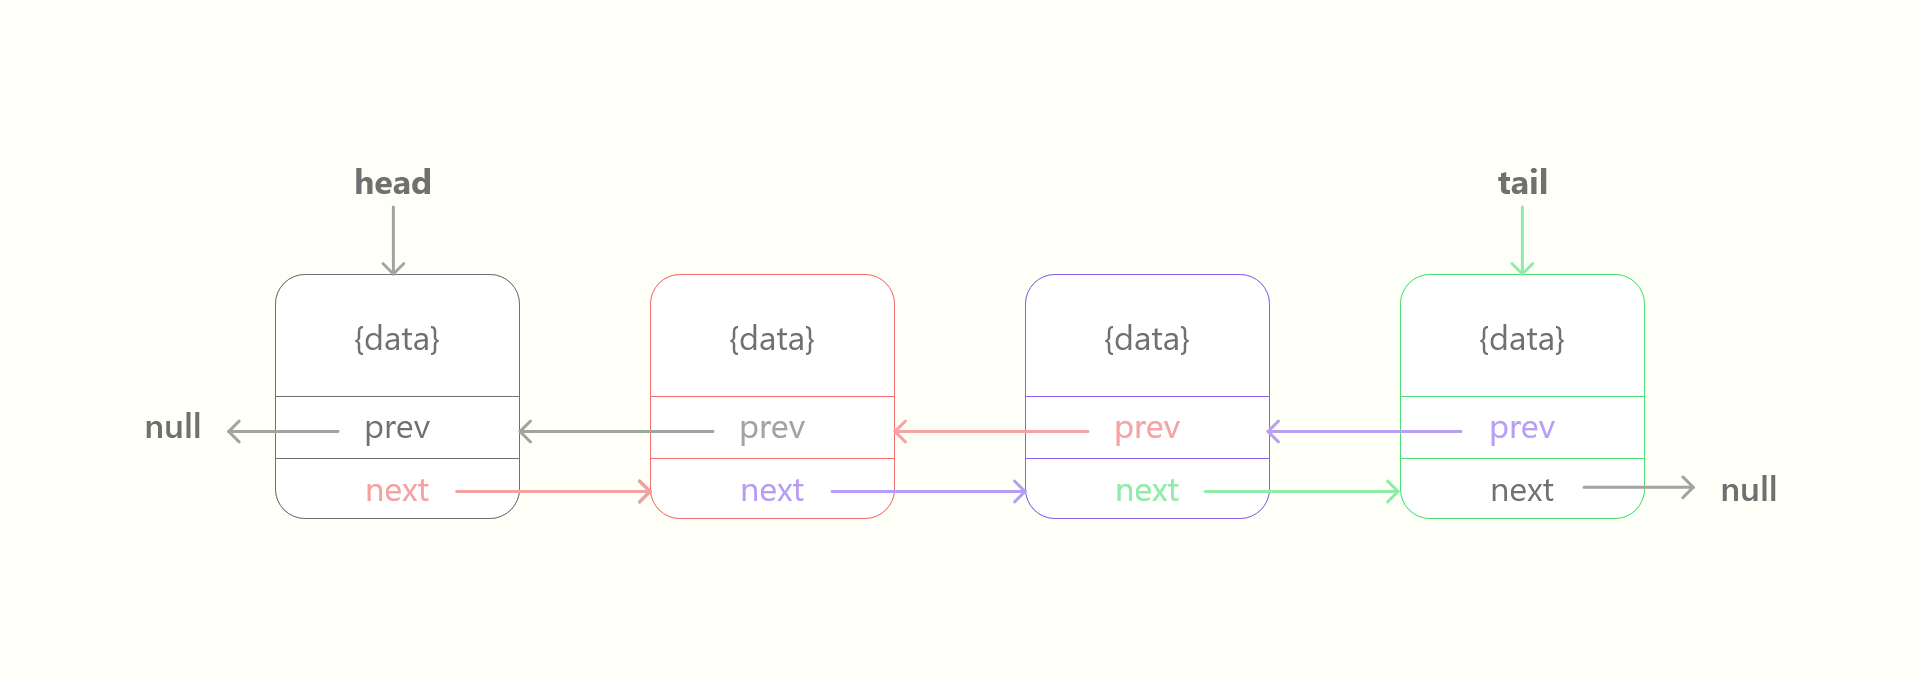 head tail
{data} {data} {data} {data}
null prev prev prev prev
next next next next null